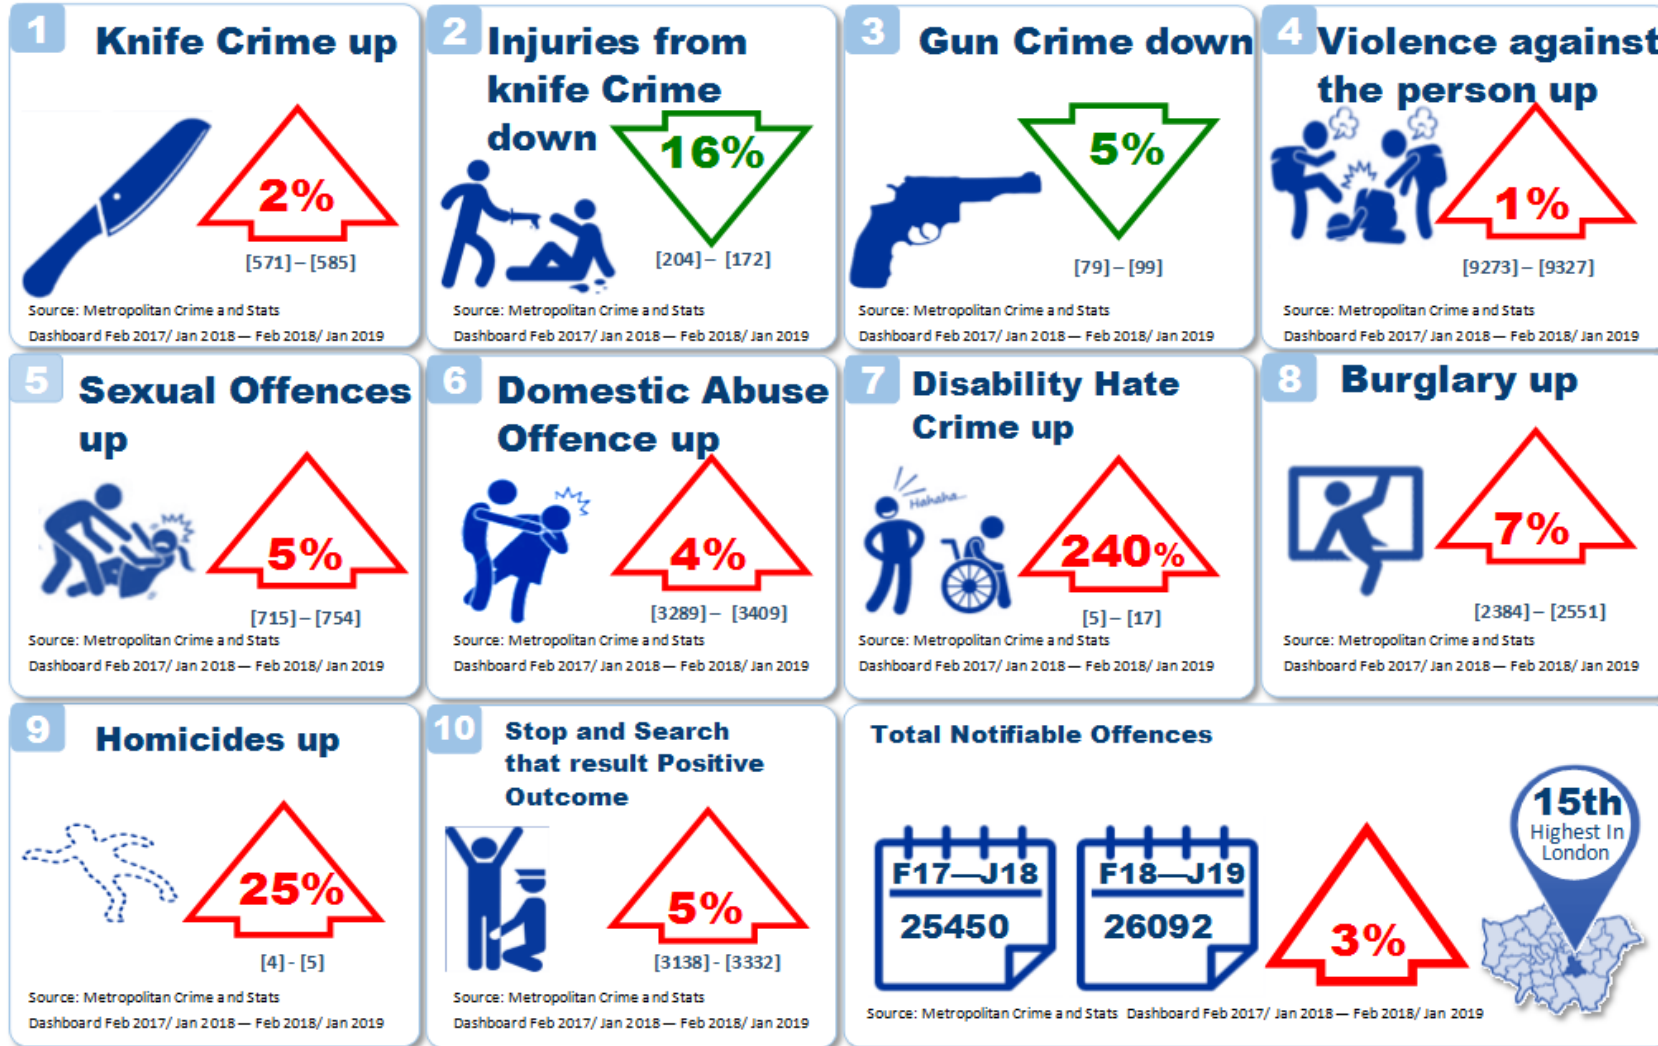 1
Knife Crime up
2%
[571] – [585]
Source: Metropolitan Crime and Stats
Dashboard Feb 2017/ Jan 2018 — Feb 2018/ Jan 2019
2
Injuries from
knife Crime
down
16%
[204] – [172]
Source: Metropolitan Crime and Stats
Dashboard Feb 2017/ Jan 2018 — Feb 2018/ Jan 2019
3
Gun Crime down
5%
[79] – [99]
Source: Metropolitan Crime and Stats
Dashboard Feb 2017/ Jan 2018 — Feb 2018/ Jan 2019
4
Violence against
the person up
1%
[9273] – [9327]
Source: Metropolitan Crime and Stats
Dashboard Feb 2017/ Jan 2018 — Feb 2018/ Jan 2019
5
Sexual Offences
up
5%
[715] – [754]
Source: Metropolitan Crime and Stats
Dashboard Feb 2017/ Jan 2018 — Feb 2018/ Jan 2019
6
Domestic Abuse
Offence up
4%
[3289] – [3409]
Source: Metropolitan Crime and Stats
Dashboard Feb 2017/ Jan 2018 — Feb 2018/ Jan 2019
7
Disability Hate
Crime up
Hahaha...
240%
[5] – [17]
Source: Metropolitan Crime and Stats
Dashboard Feb 2017/ Jan 2018 — Feb 2018/ Jan 2019
8
Burglary up
7%
[2384] – [2551]
Source: Metropolitan Crime and Stats
Dashboard Feb 2017/ Jan 2018 — Feb 2018/ Jan 2019
9
Homicides up
25%
[4] - [5]
Source: Metropolitan Crime and Stats
Dashboard Feb 2017/ Jan 2018 — Feb 2018/ Jan 2019
10
Stop and Search
that result Positive
Outcome
5%
[3138] - [3332]
Source: Metropolitan Crime and Stats
Dashboard Feb 2017/ Jan 2018 — Feb 2018/ Jan 2019
Total Notifiable Offences
F17—J18
25450
F18—J19
26092
3%
15th
Highest In
London
Source: Metropolitan Crime and Stats Dashboard Feb 2017/ Jan 2018 — Feb 2018/ Jan 2019